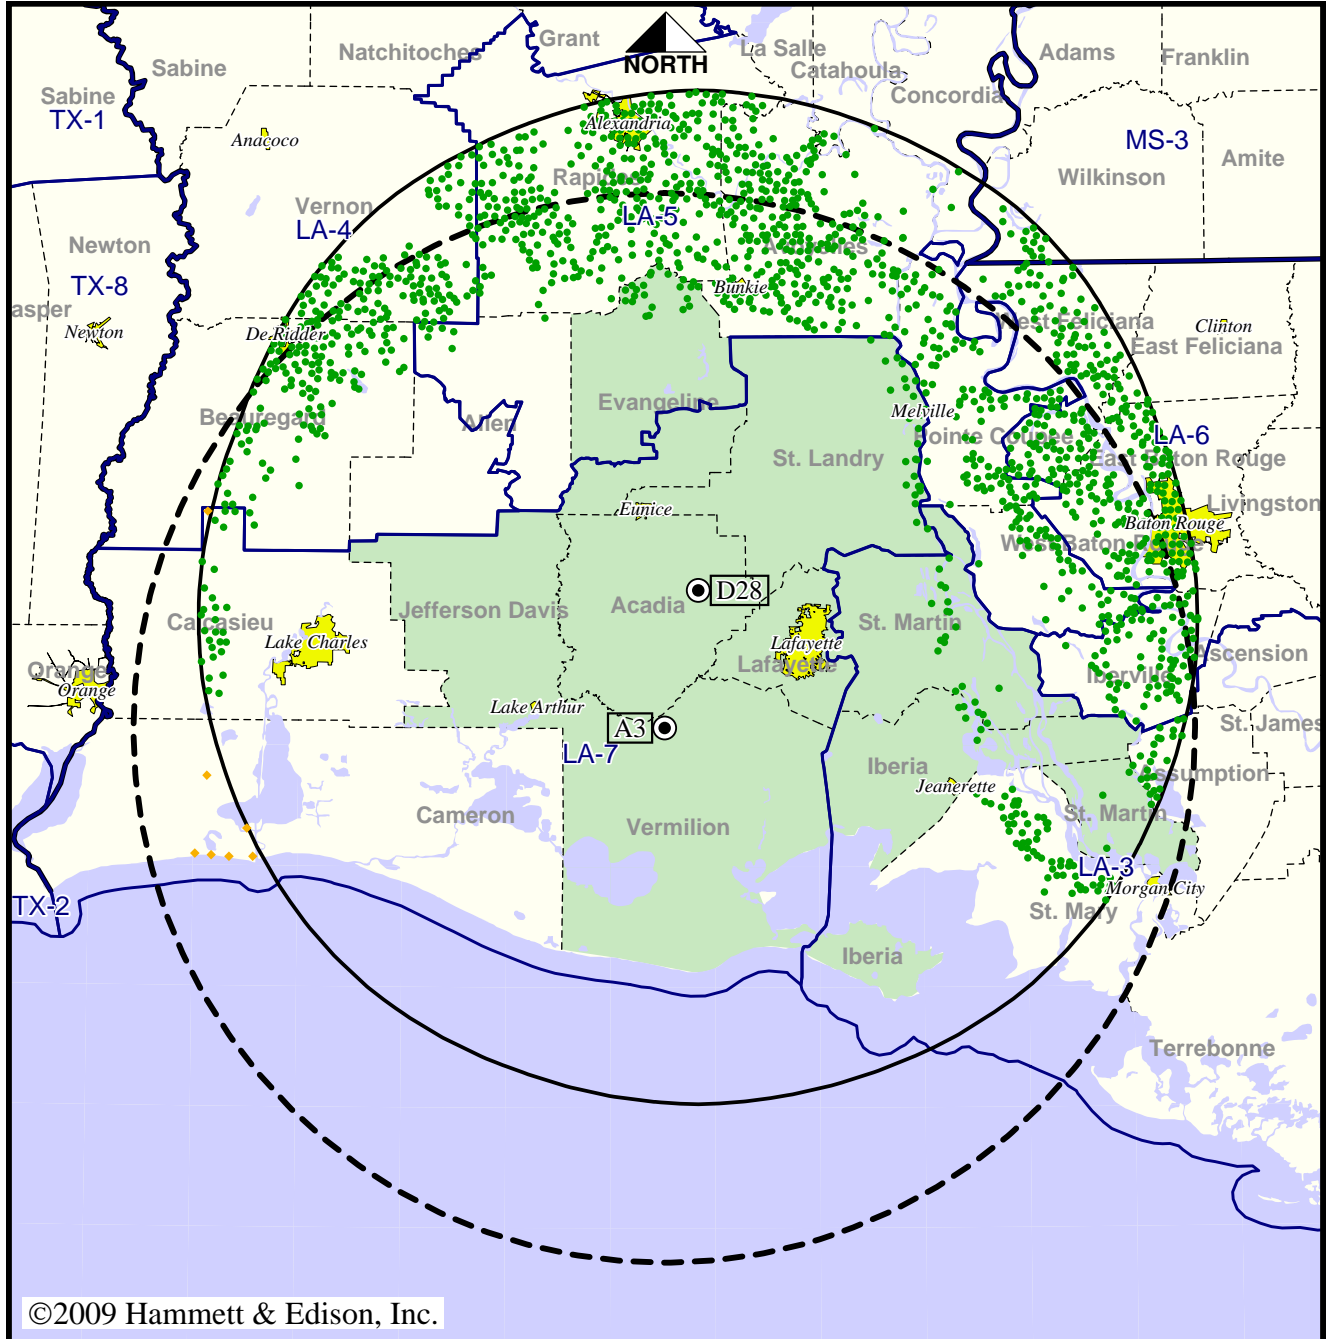 Grant
Natchitoches
La Salle
Adams
Franklin
NORTH
Sabine
Catahoula
Sabine
Concordia
TX-1
Alexandria
Anacoco
MS-3
Amite
Rapides
Wilkinson
Vernon
LA-5
LA-4
Newton
Avoyelles
TX-8
Bunkie
asper
West Feliciana
Newton
De Ridder
Clinton
East Feliciana
Evangeline
Melville
Beauregard
Allen
Pointe Coupee
LA-6
St. Landry
East Baton Rouge
Livingston
Eunice
Baton Rouge
West Baton Rouge
D28
Acadia
Jefferson Davis
Calcasieu
St. Martin
Lake Charles
Lafayette
Lafayette
Ascension
Orange
Iberville
Orange
Lake Arthur
St. James
A3
LA-7
Iberia
Assumption
Jeanerette
Cameron
St. Martin
Vermilion
LA-3
Morgan City
TX-2
St. Mary
Iberia
Terrebonne
©2009 Hammett & Edison, Inc.